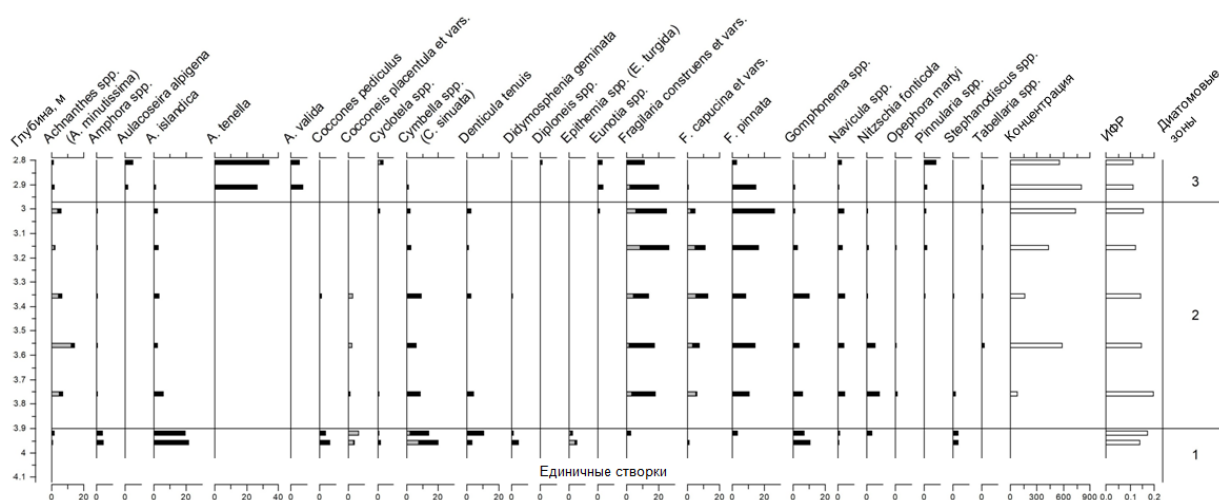 Глубина, м
Achnanthes spp.
(A. minutissima)
Amphora spp.
Aulacoseira alpigena
A. islandica
A. tenella
A. valida
Coccones pediculus
Cocconeis placentula et vars.
Cyclotela spp.
Cymbella spp.
(C. sinuata)
Denticula tenuis
Didymosphenia geminata
Diploneis spp.
Epithemia spp. (E. turgida)
Eunotia spp.
Fragilaria construens et vars.
F. capucina et vars.
F. pinnata
Gomphonema spp.
Navicula spp.
Nitzschia fonticola
Opephora martyi
Pinnularia spp.
Stephanodiscus spp.
Tabellaria spp.
Концентрация
ИФР
Диатомовые
зоны
2.8
2.9
3
3.1
3.2
3.3
3.4
3.5
3.6
3.7
3.8
3.9
4
4.1
3
2
1
Единичные створки
0 20 0 0 0 20 0 10 20 30 40 0 0 0 0 0 20 0 0 0 0 0 0 20 0 0 20 0 20 0 0 0 0 0 0 0 300 600 900 0 0.1 0.2